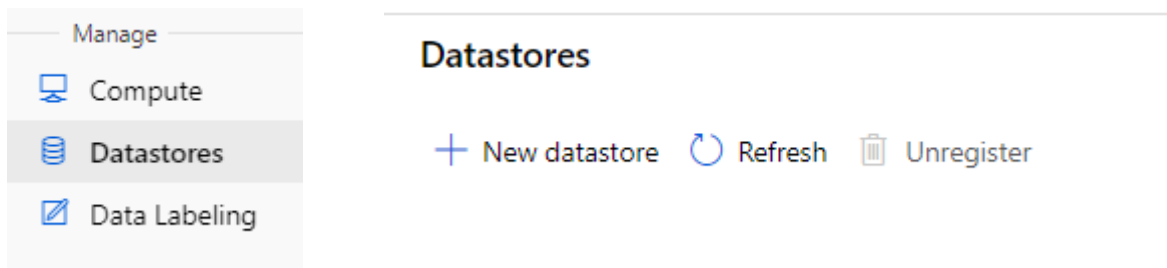 Manage
Compute
Datastores
Data Labeling
Datastores
New datastore Refresh Unregister